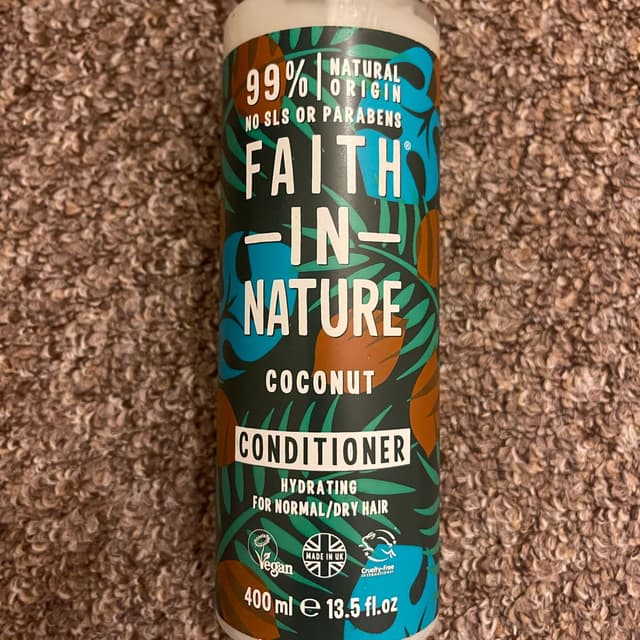 99% NATURAL ORIGIN
NO SLS OR PARABENS
FAITH®
-IN-
NATURE
COCONUT
CONDITIONER
HYDRATING
FOR NORMAL/DRY HAIR
Vegan
MADE IN UK
Cruelty-Free
INTERNATIONAL
400 ml e 13.5 fl.oz